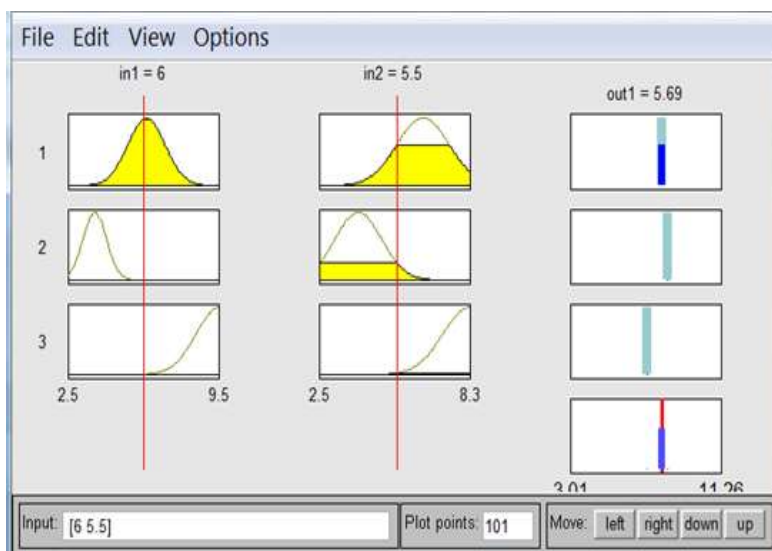 File Edit View Options
in1 = 6
in2 = 5.5
out1 = 5.69
1
2
3
2.5 9.5
2.5 8.3
3.01 11.26
Input: [6 5.5]
Plot points: 101
Move: left right down up